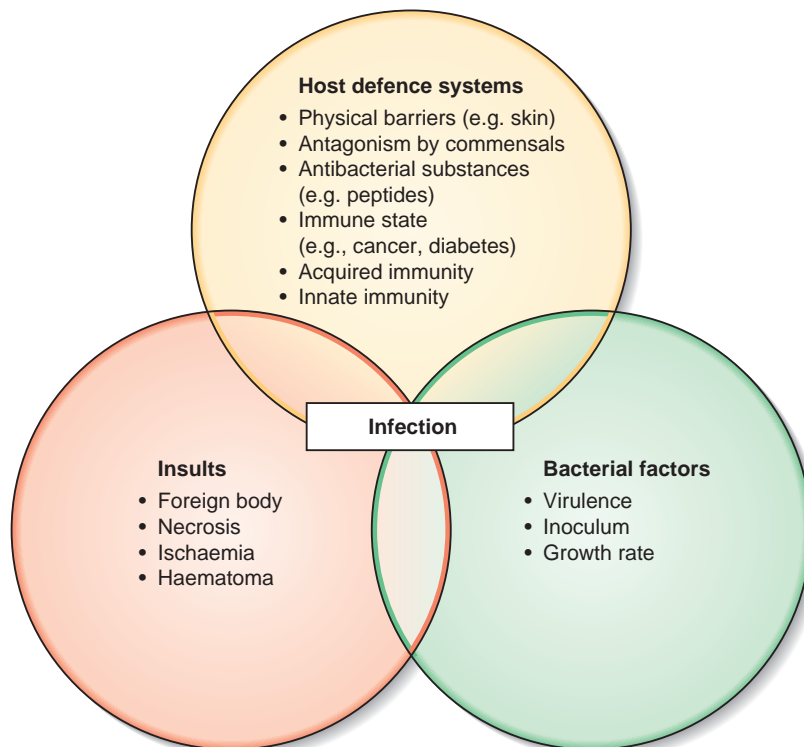 Host defence systems
• Physical barriers (e.g. skin)
• Antagonism by commensals
• Antibacterial substances
(e.g. peptides)
• Immune state
(e.g., cancer, diabetes)
• Acquired immunity
• Innate immunity
Infection
Insults
• Foreign body
• Necrosis
• Ischaemia
• Haematoma
Bacterial factors
• Virulence
• Inoculum
• Growth rate